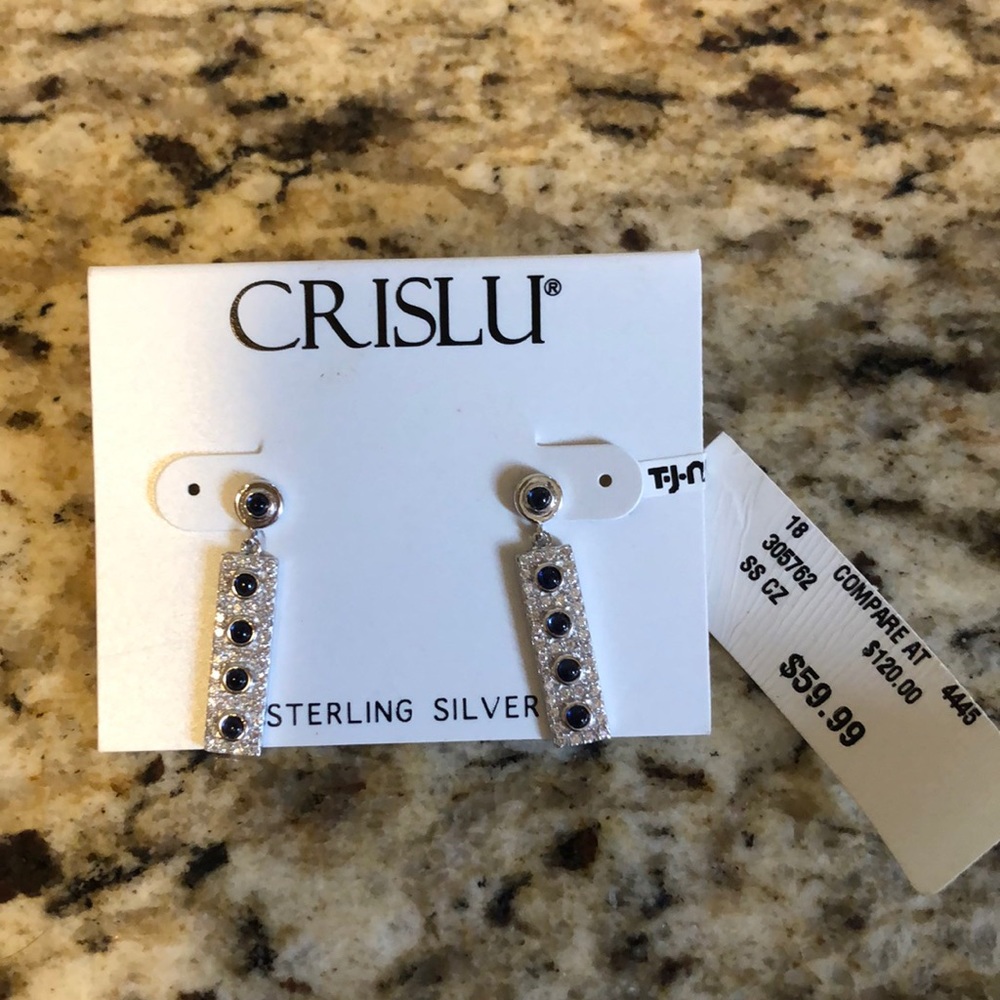 CRISLU®
T·J·
18
305762
SS CZ
COMPARE AT
$120.00
4445
$59.99
STERLING SILVER